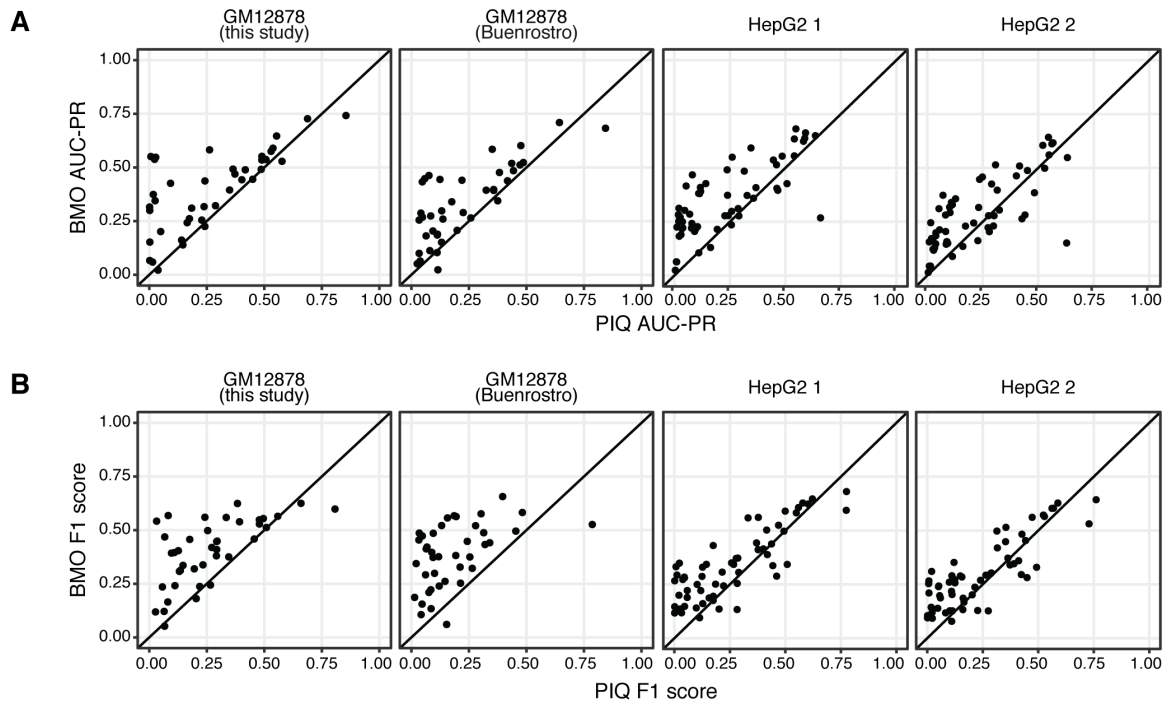 A
GM12878
(this study)
GM12878
(Buenrostro)
HepG2 1
HepG2 2
BMO AUC-PR
1.00
0.75
0.50
0.25
0.00
0.00 0.25 0.50 0.75 1.00
0.00 0.25 0.50 0.75 1.00
0.00 0.25 0.50 0.75 1.00
0.00 0.25 0.50 0.75 1.00
PIQ AUC-PR
B
GM12878
(this study)
GM12878
(Buenrostro)
HepG2 1
HepG2 2
BMO F1 score
1.00
0.75
0.50
0.25
0.00
0.00 0.25 0.50 0.75 1.00
0.00 0.25 0.50 0.75 1.00
0.00 0.25 0.50 0.75 1.00
0.00 0.25 0.50 0.75 1.00
PIQ F1 score